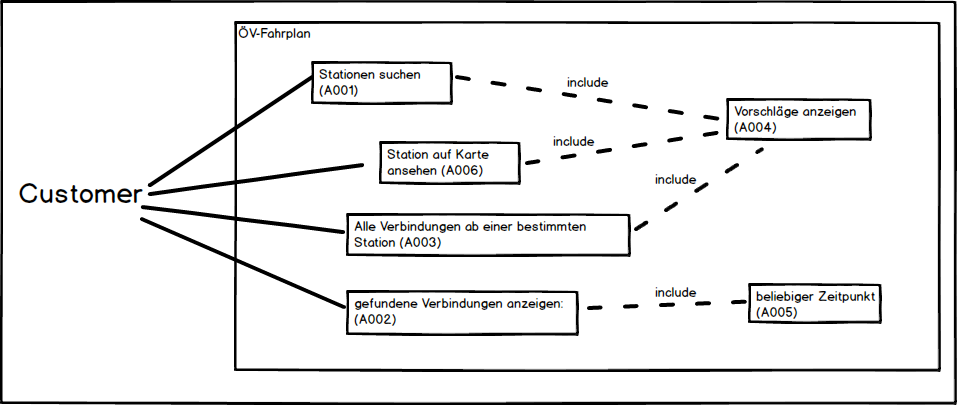 ÖV-Fahrplan
Stationen suchen
(A001)
include
Vorschläge anzeigen
(A004)
include
Station auf Karte
ansehen (A006)
include
Customer
Alle Verbindungen ab einer bestimmten
Station (A003)
gefundene Verbindungen anzeigen:
(A002)
include
beliebiger Zeitpunkt
(A005)